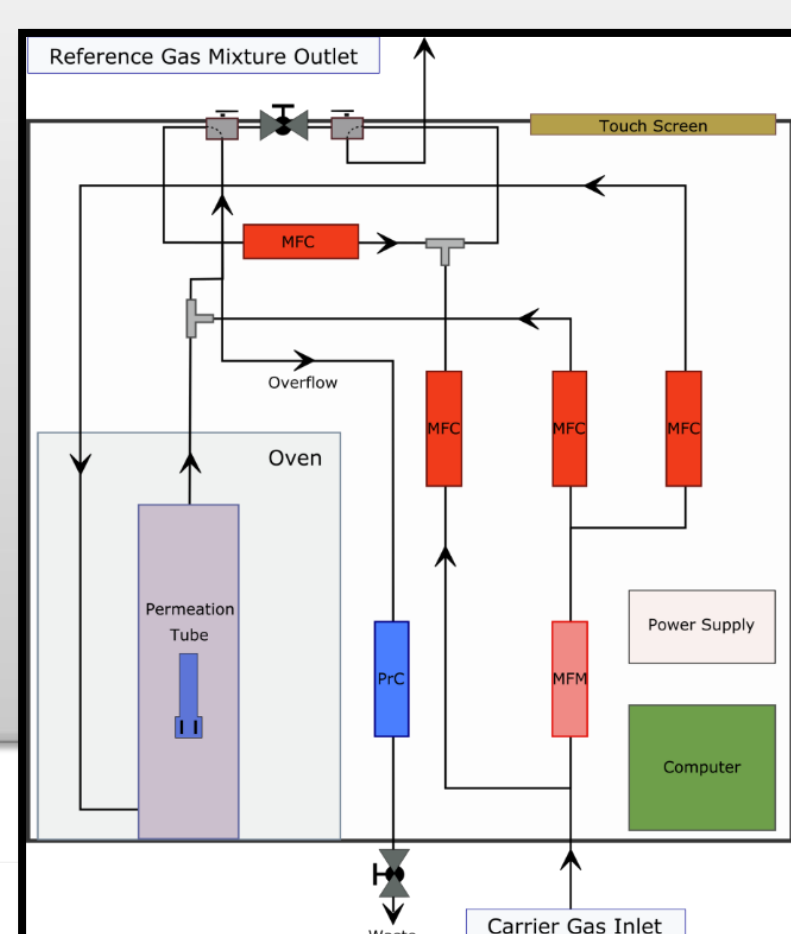 Reference Gas Mixture Outlet
Touch Screen
MFC
Overflow
MFC
MFC
MFC
Oven
Permeation
Tube
PrC
MFM
Power Supply
Computer
Waste
Carrier Gas Inlet